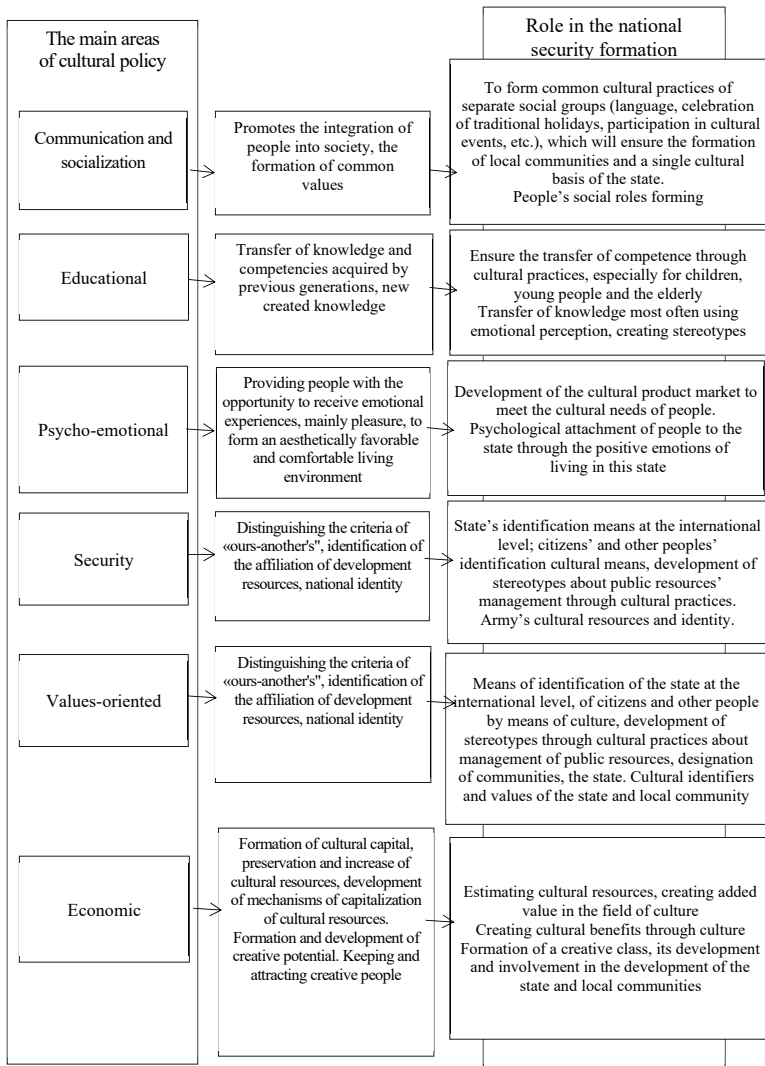 The main areas
of cultural policy
Role in the national
security formation
Communication and
socialization
Promotes the integration of
people into society, the
formation of common
values
To form common cultural practices of
separate social groups (language, celebration
of traditional holidays, participation in cultural
events, etc.), which will ensure the formation
of local communities and a single cultural
basis of the state.
People's social roles forming
Educational
Transfer of knowledge and
competencies acquired by
previous generations, new
created knowledge
Ensure the transfer of competence through
cultural practices, especially for children,
young people and the elderly
Transfer of knowledge most often using
emotional perception, creating stereotypes
Psycho-emotional
Providing people with the
opportunity to receive emotional
experiences, mainly pleasure, to
form an aesthetically favorable
and comfortable living
environment
Development of the cultural product market to
meet the cultural needs of people.
Psychological attachment of people to the
state through the positive emotions of
living in this state
Security
Distinguishing the criteria of
«ours-another's", identification of
the affiliation of development
resources, national identity
State's identification means at the international
level; citizens' and other peoples'
identification cultural means, development of
stereotypes about public resources'
management through cultural practices.
Army's cultural resources and identity.
Values-oriented
Distinguishing the criteria of
«ours-another's", identification of
the affiliation of development
resources, national identity
Means of identification of the state at the
international level, of citizens and other people
by means of culture, development of
stereotypes through cultural practices about
management of public resources, designation
of communities, the state. Cultural identifiers
and values of the state and local community
Economic
Formation of cultural capital,
preservation and increase of
cultural resources, development
of mechanisms of capitalization
of cultural resources.
Formation and development of
creative potential. Keeping and
attracting creative people
Estimating cultural resources, creating added
value in the field of culture
Creating cultural benefits through culture
Formation of a creative class, its development
and involvement in the development of the
state and local communities